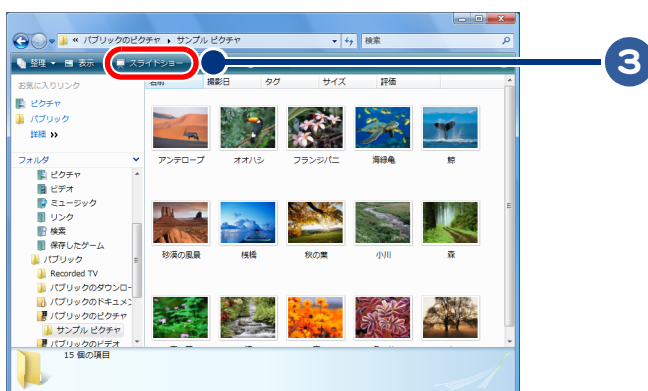 « パブリックのピクチャ ▸ サンプル ピクチャ
検索
整理 表示 スライドショー
3
お気に入りリンク
ピクチャ
パブリック
詳細 »
フォルダ
ピクチャ
ビデオ
ミュージック
リンク
検索
保存したゲーム
パブリック
Recorded TV
パブリックのダウンロー
パブリックのドキュメン
パブリックのピクチャ
サンプル ピクチャ
パブリックのビデオ
名前 撮影日 タグ サイズ 評価
アンテロープ オオハシ フランジパニ 海緑亀 鯨
砂漠の風景 桟橋 秋の葉 小川 森
15 個の項目